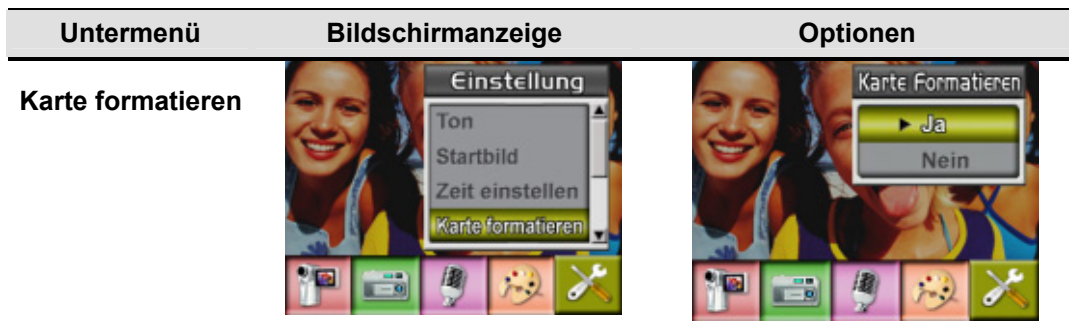 Untermenü Bildschirmanzeige Optionen
Karte formatieren
Einstellung
Ton
Startbild
Zeit einstellen
Karte formatieren
Karte Formatieren
Ja
Nein